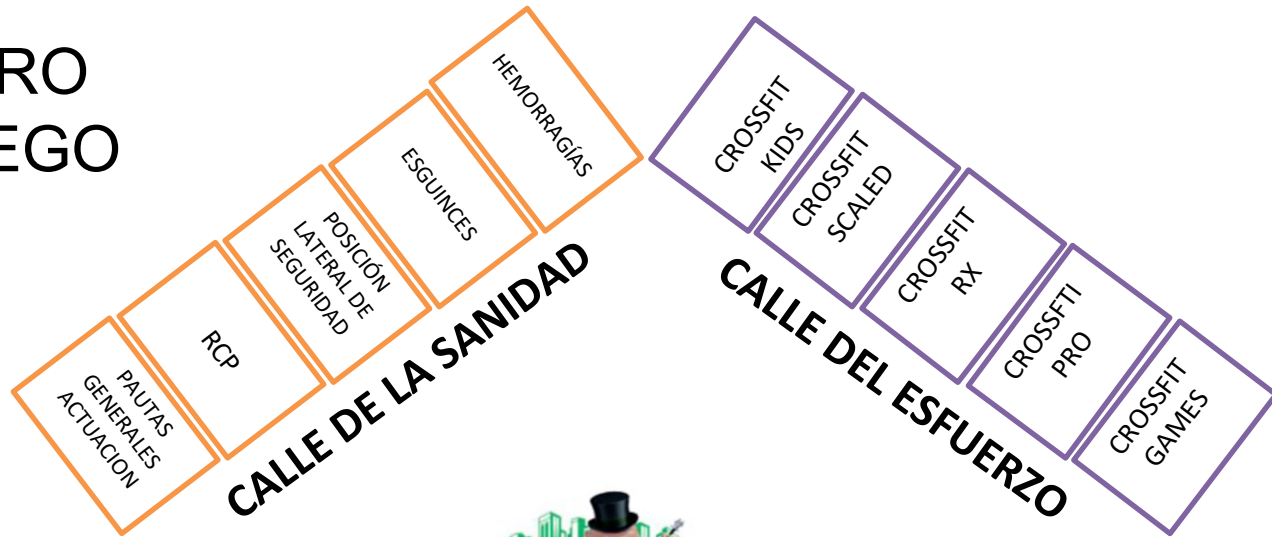 RO
EGO
PAUTAS
GENERALES
ACTUACION
RCP
POSICIÓN
LATERAL DE
SEGURIDAD
ESGUINCES
HEMORRAGÍAS
CALLE DE LA SANIDAD
CROSSFIT
KIDS
CROSSFIT
SCALED
CROSSFIT
RX
CROSSFTI
PRO
CROSSFIT
GAMES
CALLE DEL ESFUERZO